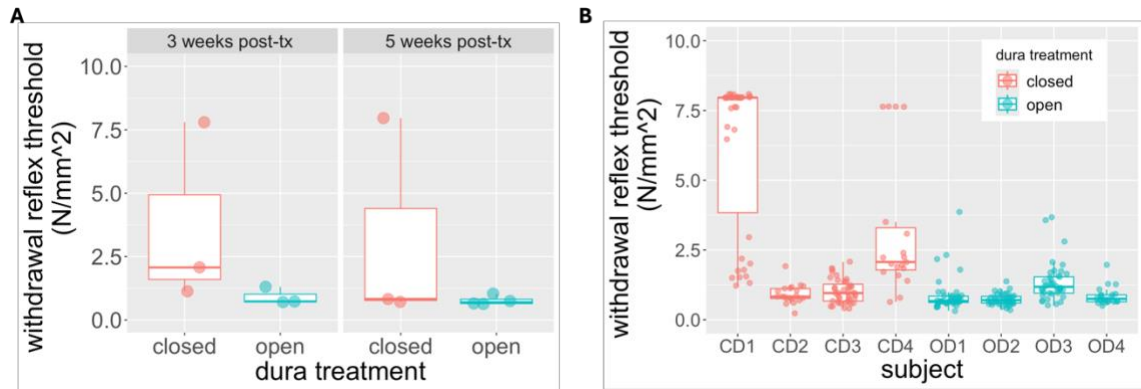 A
3 weeks post-tx
5 weeks post-tx
withdrawal reflex threshold
(N/mm^2)
10.0
7.5
5.0
2.5
0.0
closed
open
closed
open
dura treatment
B
withdrawal reflex threshold
(N/mm^2)
10.0
7.5
5.0
2.5
0.0
dura treatment
closed
open
CD1
CD2
CD3
CD4
OD1
OD2
OD3
OD4
subject